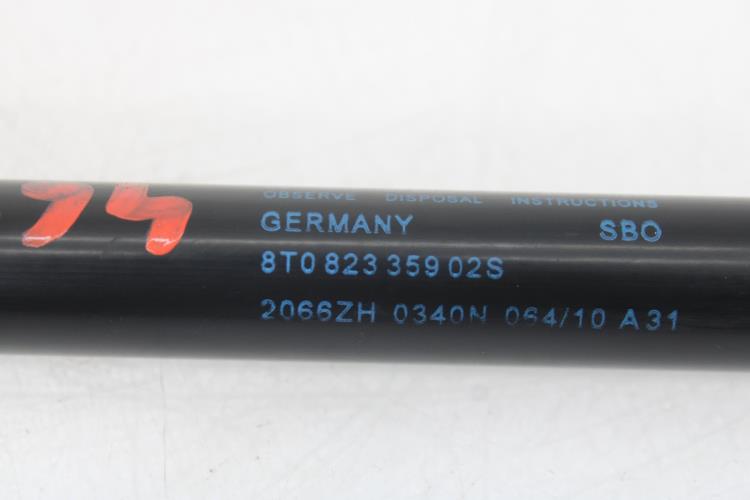 OBSERVE DISPOSAL INSTRUCTIONS
GERMANY SBO
8T0 823 359 02S
2066ZH 0340N 064/10 A31